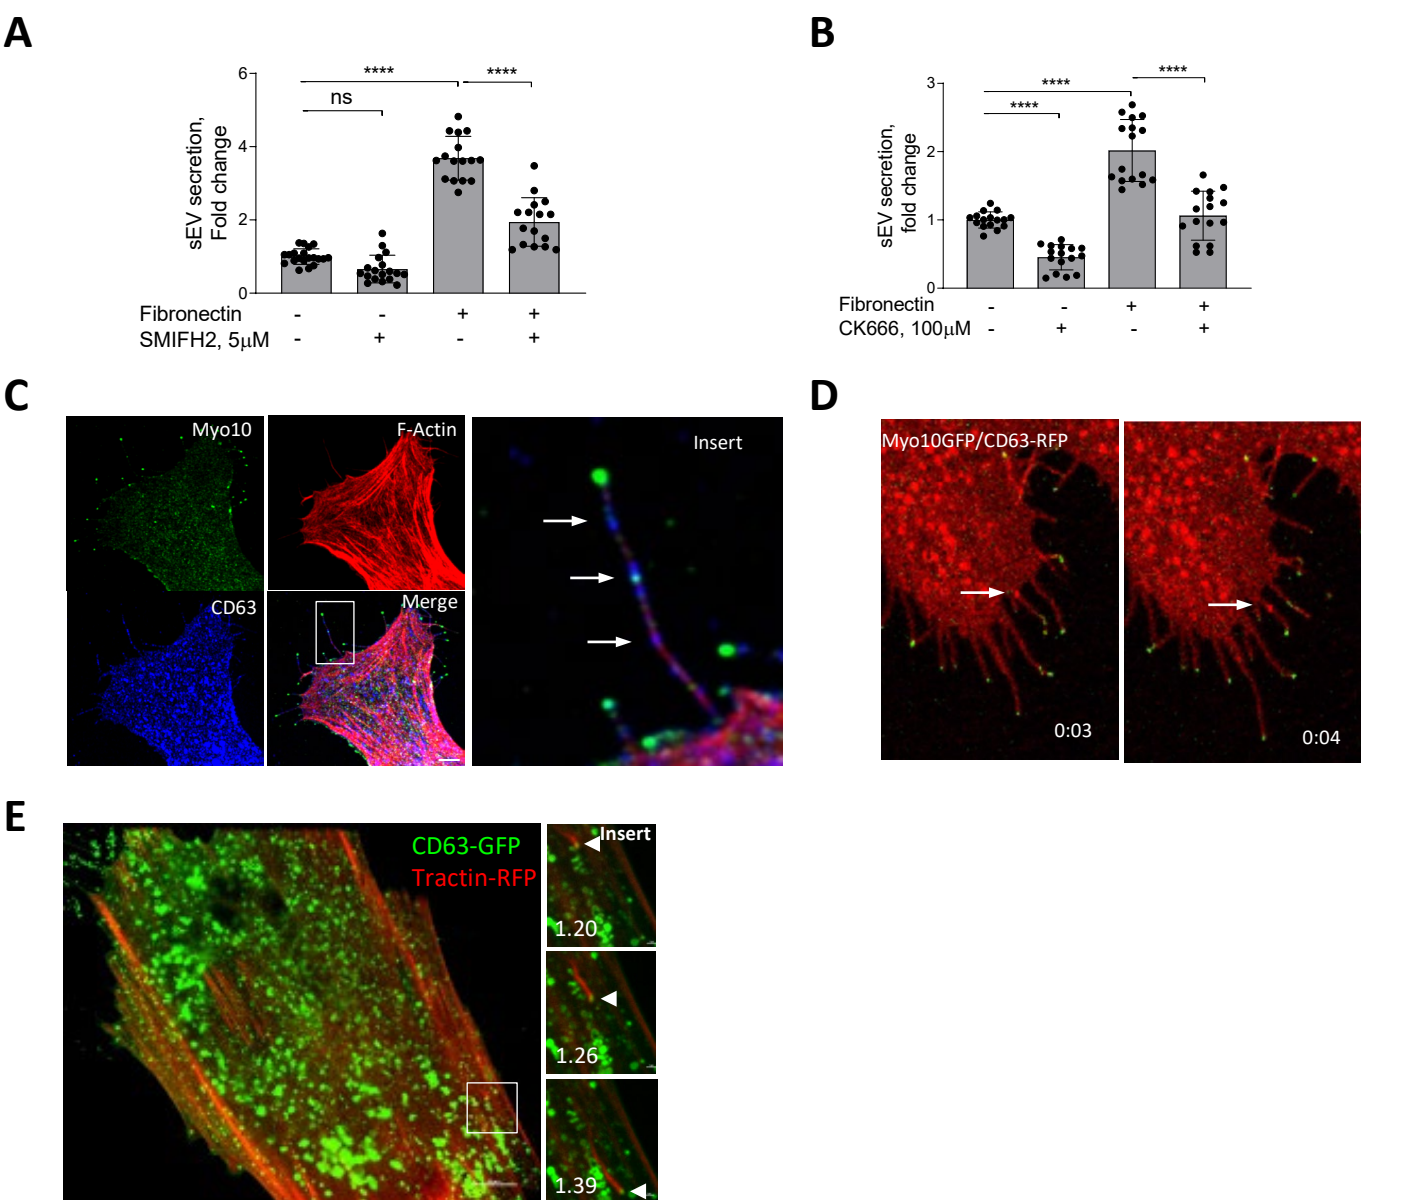 A
6
4
2
0
sEV secretion,
Fold change
ns
****
****
Fibronectin - - + +
SMIFH2, 5μM - + - +
B
3
2
1
0
sEV secretion,
fold change
****
****
****
Fibronectin - - + +
CK666, 100μM - + - +
C
Myo10
F-Actin
CD63
Merge
Insert
D
Myo10GFP/CD63-RFP
0:03
0:04
E
CD63-GFP
Tractin-RFP
Insert
1.20
1.26
1.39